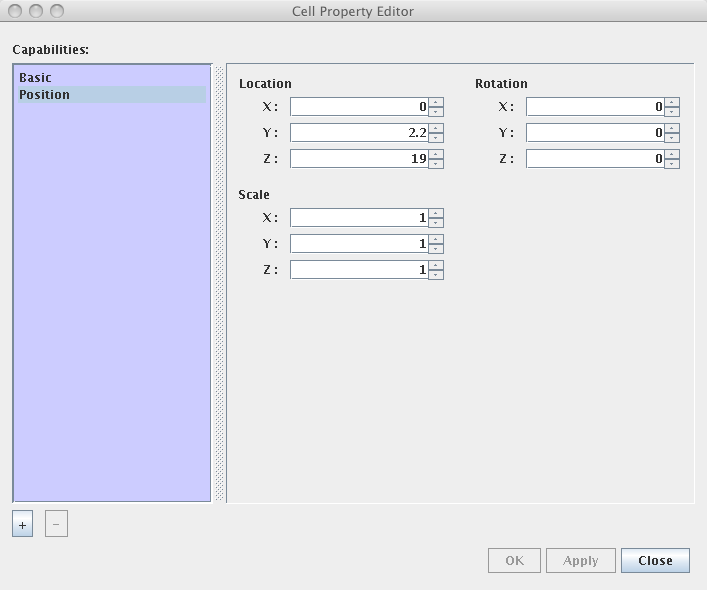 Cell Property Editor
Capabilities:
Basic
Position
Location
X: 0
Y: 2.2
Z: 19
Rotation
X: 0
Y: 0
Z: 0
Scale
X: 1
Y: 1
Z: 1
+ -
OK Apply Close